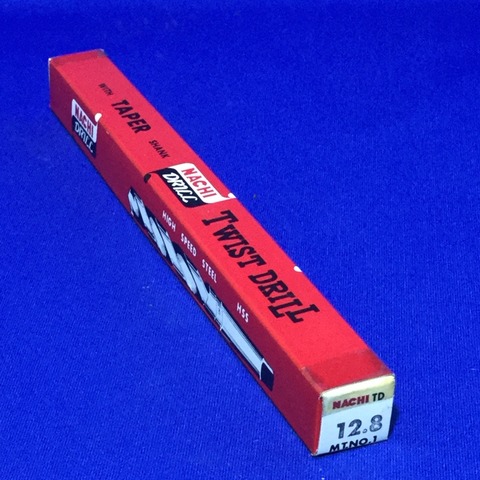 WITH TAPER SHANK
NACHI
DRILL
TWIST DRILL
NACHI
DRILL
HIGH SPEED STEEL HSS
NACHI TD
12.8
MT.NO.1